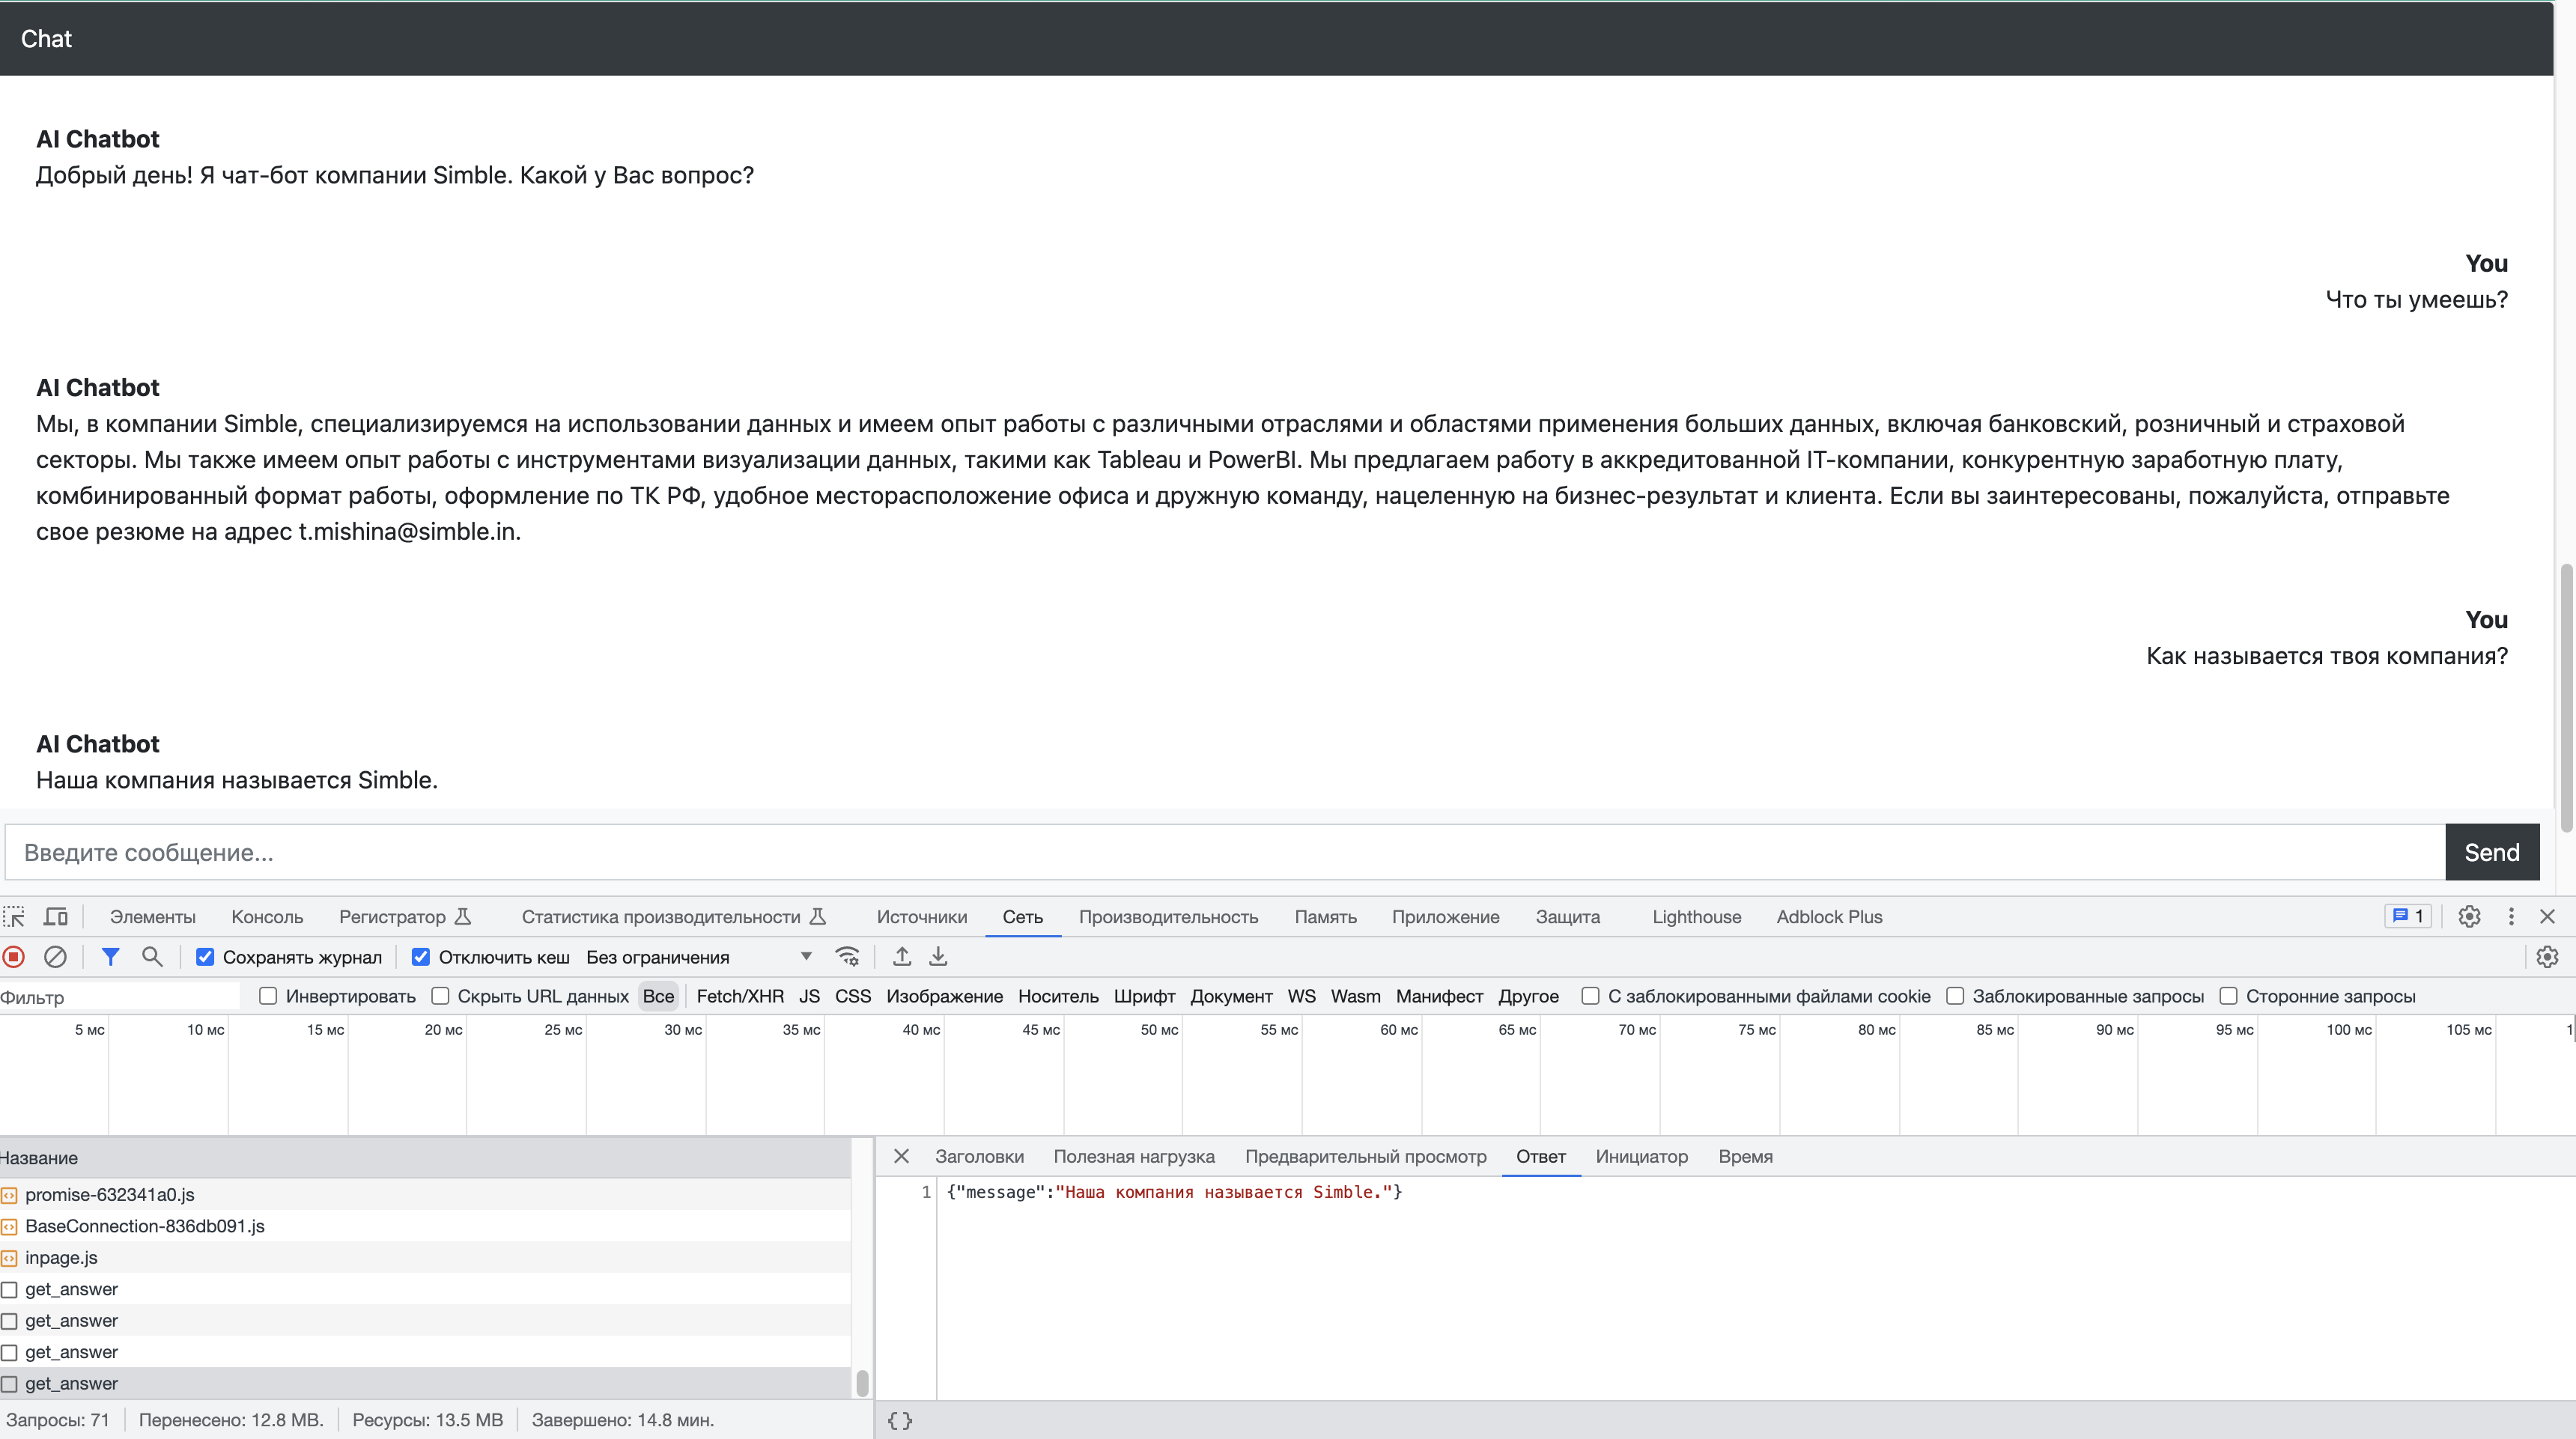 Chat
AI Chatbot
Добрый день! Я чат-бот компании Simble. Какой у Вас вопрос?
You
Что ты умеешь?
AI Chatbot
Мы, в компании Simble, специализируемся на использовании данных и имеем опыт работы с различными отраслями и областями применения больших данных, включая банковский, розничный и страховой
секторы. Мы также имеем опыт работы с инструментами визуализации данных, такими как Tableau и PowerBI. Мы предлагаем работу в аккредитованной IT-компании, конкурентную заработную плату,
комбинированный формат работы, оформление по ТК РФ, удобное месторасположение офиса и дружную команду, нацеленную на бизнес-результат и клиента. Если вы заинтересованы, пожалуйста, отправьте
свое резюме на адрес t.mishina@simble.in.
You
Как называется твоя компания?
AI Chatbot
Наша компания называется Simble.
Введите сообщение...
Send
Элементы Консоль Регистратор Статистика производительности Источники Сеть Производительность Память Приложение Защита Lighthouse Adblock Plus 1
Сохранять журнал Отключить кеш Без ограничения
Фильтр Инвертировать Скрыть URL данных Все Fetch/XHR JS CSS Изображение Носитель Шрифт Документ WS Wasm Манифест Другое С заблокированными файлами cookie Заблокированные запросы Сторонние запросы
5 мс 10 мс 15 мс 20 мс 25 мс 30 мс 35 мс 40 мс 45 мс 50 мс 55 мс 60 мс 65 мс 70 мс 75 мс 80 мс 85 мс 90 мс 95 мс 100 мс 105 мс 1
Название
promise-632341a0.js
BaseConnection-836db091.js
inpage.js
get_answer
get_answer
get_answer
get_answer
Запросы: 71 Перенесено: 12.8 MB. Ресурсы: 13.5 MB Завершено: 14.8 мин.
Заголовки Полезная нагрузка Предварительный просмотр Ответ Инициатор Время
1 {"message":"Наша компания называется Simble."}
{}